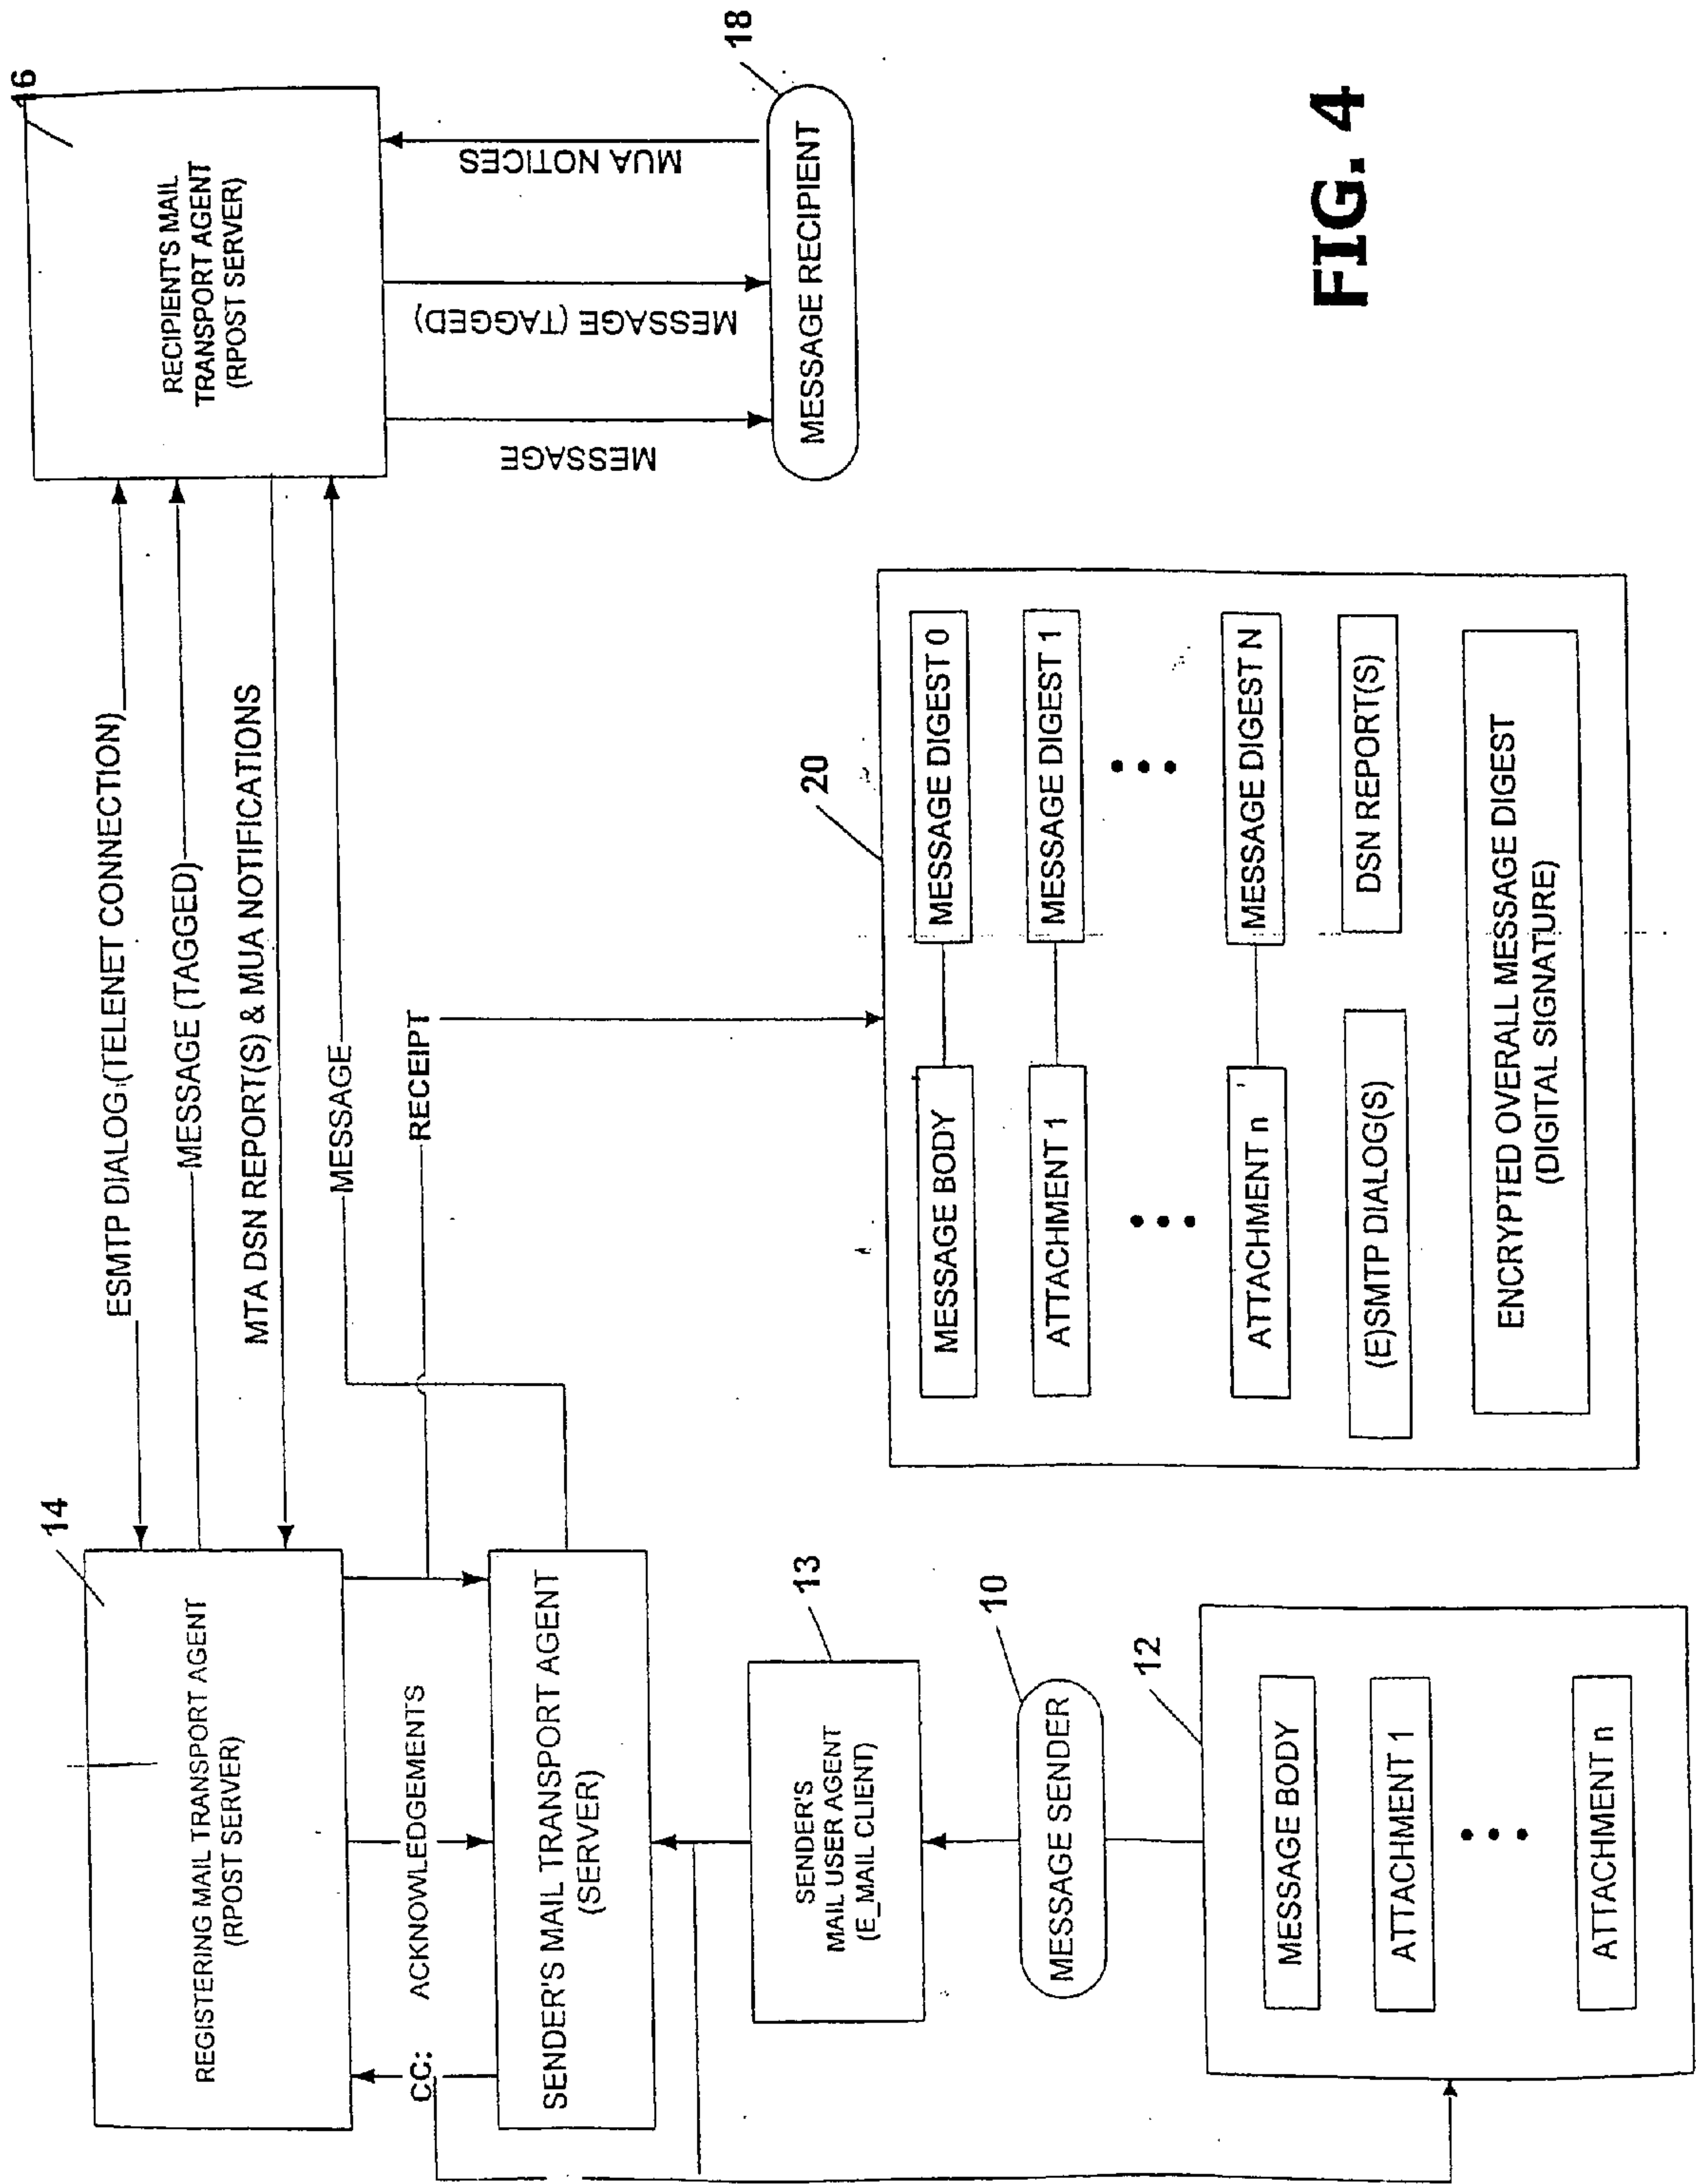 14
REGISTERING MAIL TRANSPORT AGENT
(RPOST SERVER)
ESMTP DIALOG (TELENET CONNECTION)
MESSAGE (TAGGED)
MTA DSN REPORT(S) & MUA NOTIFICATIONS
MESSAGE
RECEIPT
16
RECIPIENT'S MAIL
TRANSPORT AGENT
(RPOST SERVER)
CC:
ACKNOWLEDGEMENTS
SENDER'S MAIL TRANSPORT AGENT
(SERVER)
MESSAGE
MESSAGE (TAGGED)
MUA NOTICES
18
MESSAGE RECIPIENT
13
SENDER'S
MAIL USER AGENT
(E_MAIL CLIENT)
10
MESSAGE SENDER
12
MESSAGE BODY
ATTACHMENT 1
ATTACHMENT n
20
MESSAGE BODY
MESSAGE DIGEST 0
ATTACHMENT 1
MESSAGE DIGEST 1
ATTACHMENT n
MESSAGE DIGEST N
(E)SMTP DIALOG(S)
DSN REPORT(S)
ENCRYPTED OVERALL MESSAGE DIGEST
(DIGITAL SIGNATURE)
FIG. 4